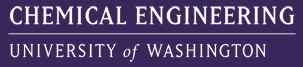 CHEMICAL ENGINEERING
UNIVERSITY of WASHINGTON